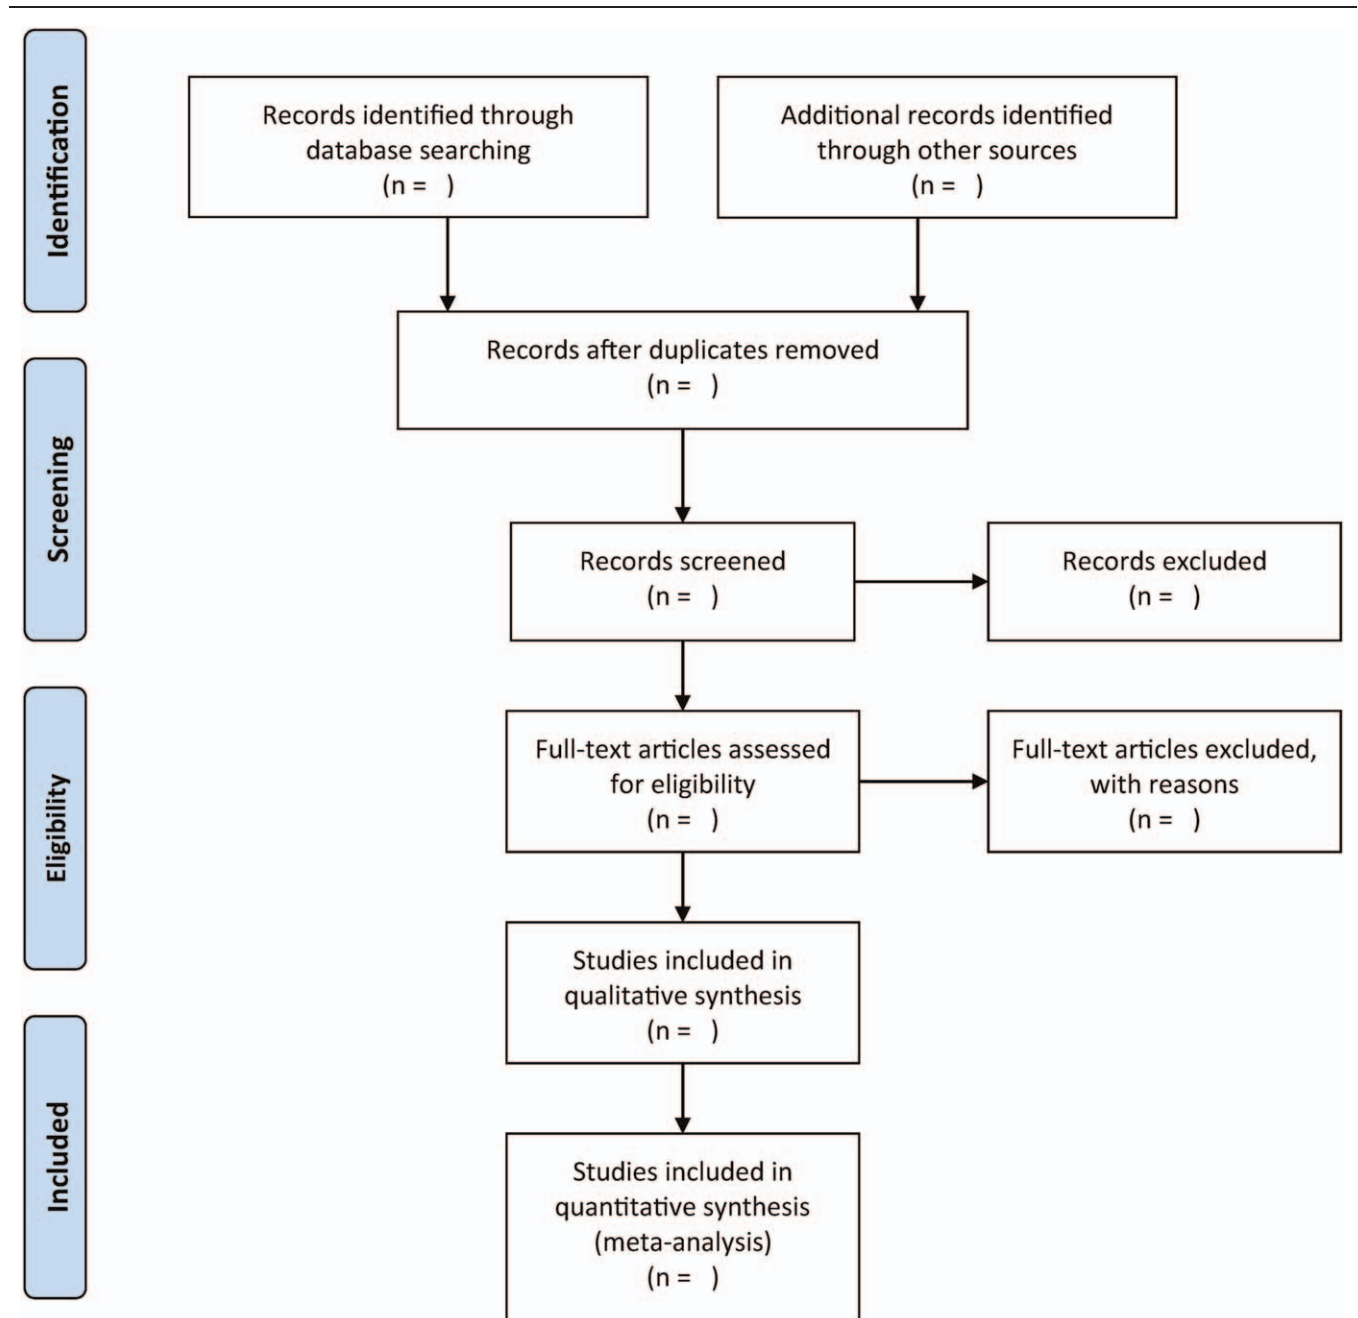 Identification
Records identified through
database searching
(n =   )
Additional records identified
through other sources
(n =   )
Records after duplicates removed
(n =   )
Screening
Records screened
(n =   )
Records excluded
(n =   )
Eligibility
Full-text articles assessed
for eligibility
(n =   )
Full-text articles excluded,
with reasons
(n =   )
Studies included in
qualitative synthesis
(n =   )
Included
Studies included in
quantitative synthesis
(meta-analysis)
(n =   )